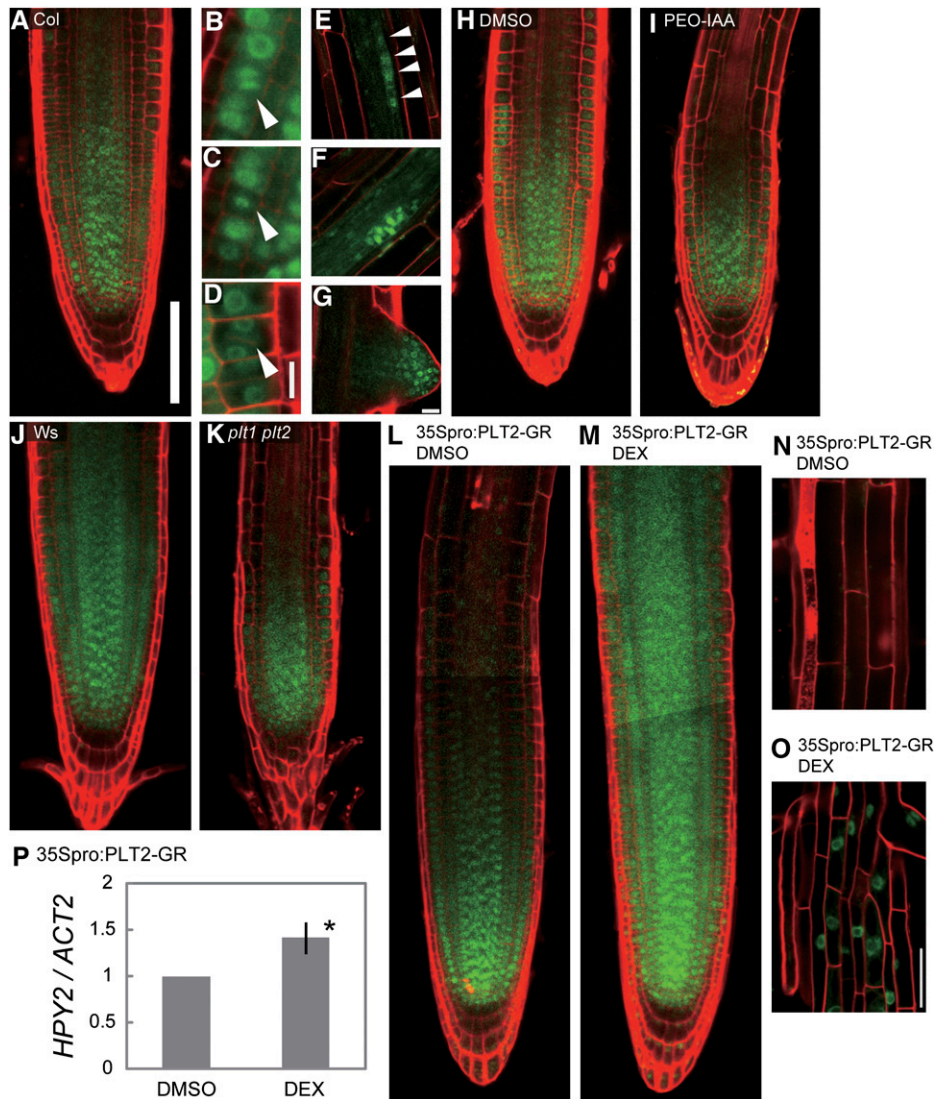 A Col
B
C
D
E
F
G
H DMSO
I PEO-IAA
J Ws
K plt1 plt2
L 35Spro:PLT2-GR
DMSO
M 35Spro:PLT2-GR
DEX
N 35Spro:PLT2-GR
DMSO
O 35Spro:PLT2-GR
DEX
P 35Spro:PLT2-GR
HPY2 / ACT2
2
1.5
1
0.5
0
*
DMSO
DEX